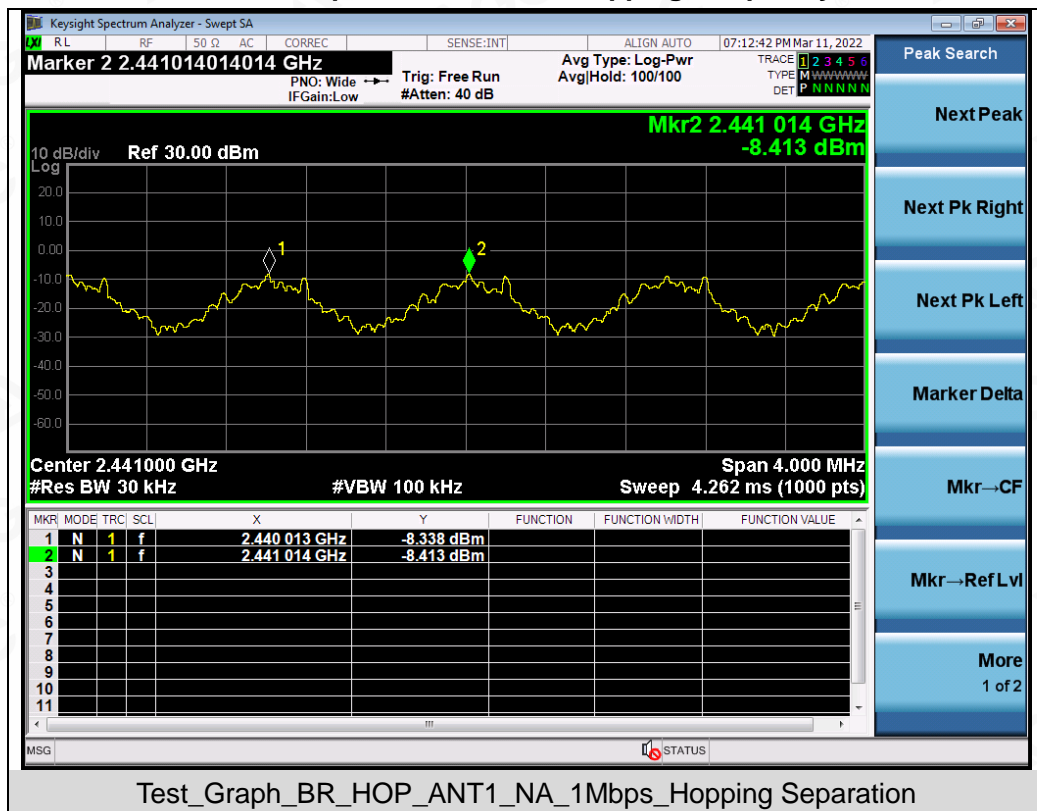 Keysight Spectrum Analyzer - Swept SA
LXI RL RF 50 Ω AC CORREC SENSE:INT ALIGN AUTO 07:12:42 PM Mar 11, 2022
Marker 2 2.441014014014 GHz
PNO: Wide
IFGain:Low
Trig: Free Run
#Atten: 40 dB
Avg Type: Log-Pwr
Avg|Hold: 100/100
TRACE 1 2 3 4 5 6
TYPE M WWWWW
DET P N N N N N
Peak Search
Mkr2 2.441 014 GHz
-8.413 dBm
10 dB/div Ref 30.00 dBm
Log
20.0
10.0
0.00
-10.0
-20.0
-30.0
-40.0
-50.0
-60.0
1
2
Center 2.441000 GHz Span 4.000 MHz
#Res BW 30 kHz #VBW 100 kHz Sweep 4.262 ms (1000 pts)
MKR MODE TRC SCL X Y FUNCTION FUNCTION WIDTH FUNCTION VALUE
1 N 1 f 2.440 013 GHz -8.338 dBm
2 N 1 f 2.441 014 GHz -8.413 dBm
3
4
5
6
7
8
9
10
11
MSG STATUS
Next Peak
Next Pk Right
Next Pk Left
Marker Delta
Mkr→CF
Mkr→Ref Lvl
More
1 of 2
Test_Graph_BR_HOP_ANT1_NA_1Mbps_Hopping Separation